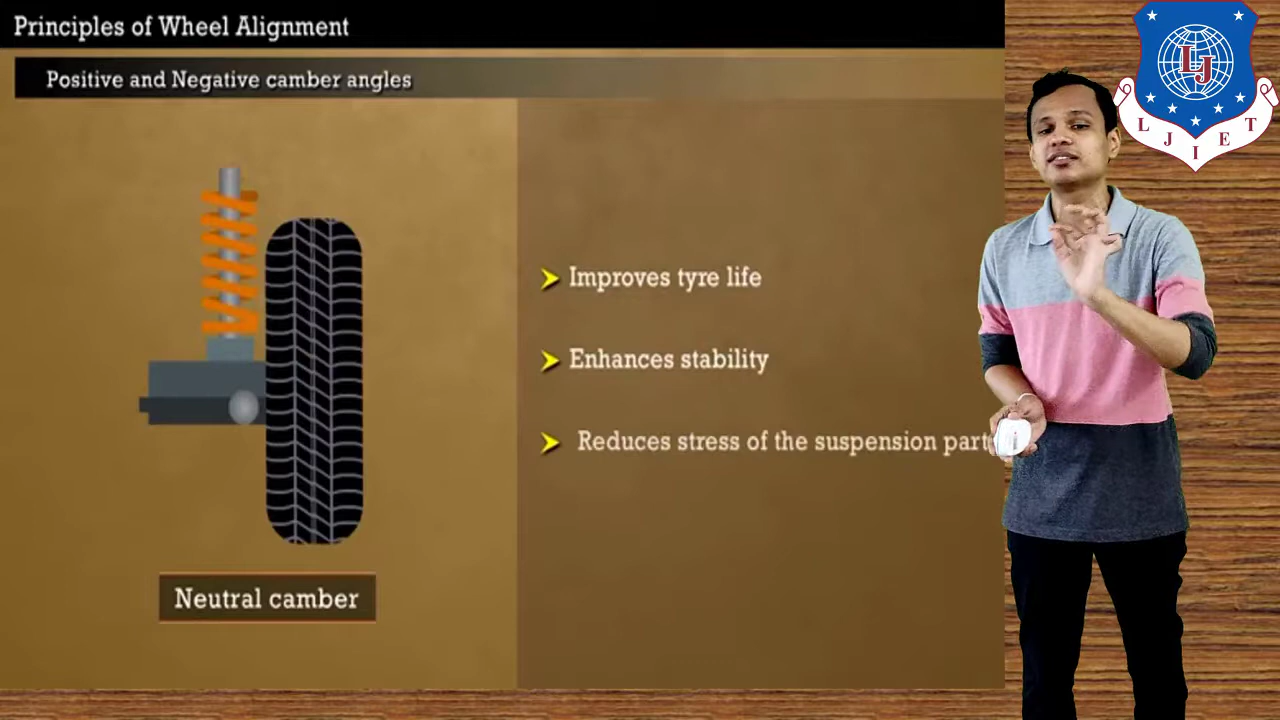 Principles of Wheel Alignment
Positive and Negative camber angles
Improves tyre life
Enhances stability
Reduces stress of the suspension part
Neutral camber
LJ
L J I E T